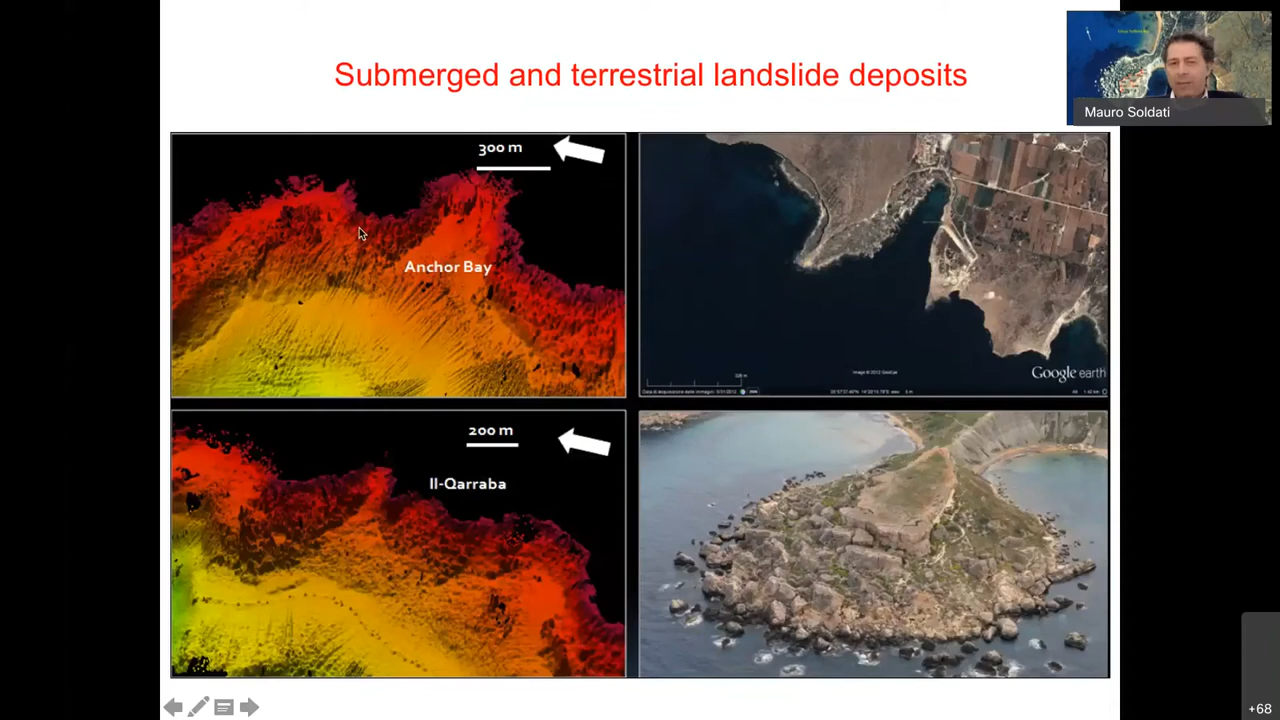 Submerged and terrestrial landslide deposits
Mauro Soldati
300 m
Anchor Bay
Google earth
200 m
Il-Qarraba
+68